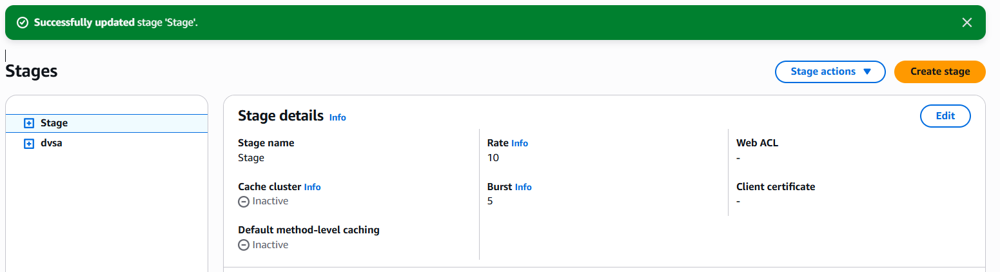 Successfully updated stage 'Stage'.
Stages
Stage actions
Create stage
Stage
dvsa
Stage details Info
Edit
Stage name
Stage
Rate Info
10
Web ACL
-
Cache cluster Info
Inactive
Burst Info
5
Client certificate
-
Default method-level caching
Inactive